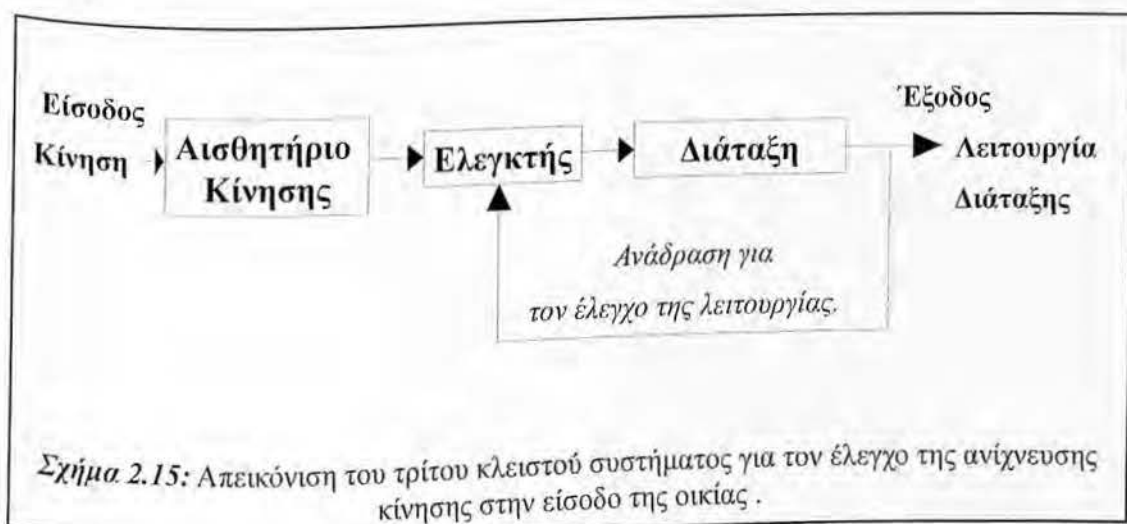 Είσοδος
Κίνηση
Αισθητήριο
Κίνησης
Ελεγκτής
Διάταξη
Έξοδος
Λειτουργία
Διάταξης
Ανάδραση για
τον έλεγχο της λειτουργίας.
Σχήμα 2.15: Απεικόνιση του τρίτου κλειστού συστήματος για τον έλεγχο της ανίχνευσης
κίνησης στην είσοδο της οικίας .